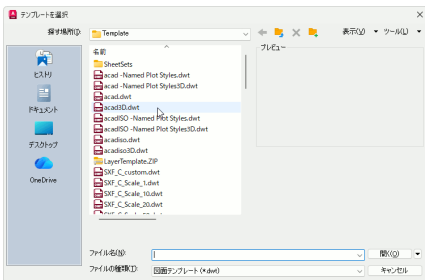 テンプレートを選択
探す場所(I):
Template
表示(V)
ツール(L)
名前
プレビュー
SheetSets
acad -Named Plot Styles.dwt
acad -Named Plot Styles3D.dwt
acad.dwt
acad3D.dwt
acadISO -Named Plot Styles.dwt
acadISO -Named Plot Styles3D.dwt
acadiso.dwt
acadiso3D.dwt
LayerTemplate.ZIP
SXF_C_custom.dwt
SXF_C_Scale_1.dwt
SXF_C_Scale_10.dwt
SXF_C_Scale_20.dwt
ヒストリ
ドキュメント
デスクトップ
OneDrive
ファイル名(N):
開く(O)
ファイルの種類(T):
図面テンプレート (*.dwt)
キャンセル